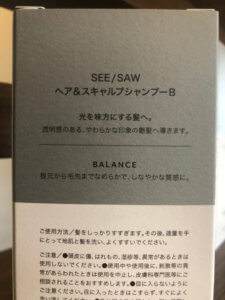 SEE/SAW
ヘア&スキャルプシャンプーB
光を味方にする髪へ。
透明感のある、やわらかな印象の艶髪へ導きます。
BALANCE
根元から毛先までなめらかで、しなやかな質感に。
ご使用方法/髪をしっかりすすぎます。その後、適量を手
にとって地肌と髪を洗い、よくすすいでください。
ご注意/●頭皮に傷、はれもの、湿疹等、異常があるときは
使用しないでください。●使用中や使用後に、刺激等の異
常があらわれたときは使用を中止し、皮膚科専門医等にご
相談されることをおすすめします。●目に入らないように
ご注意ください。目に入ったときはこすらず、すぐによく